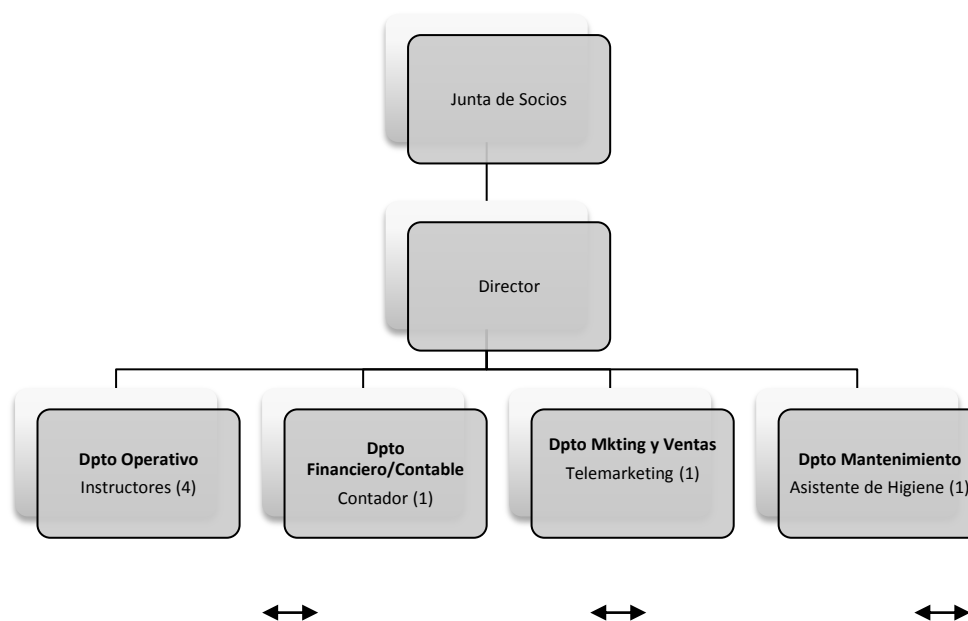 Junta de Socios
Director
Dpto Operativo
Instructores (4)
Dpto
Financiero/Contable
Contador (1)
Dpto Mkting y Ventas
Telemarketing (1)
Dpto Mantenimiento
Asistente de Higiene (1)